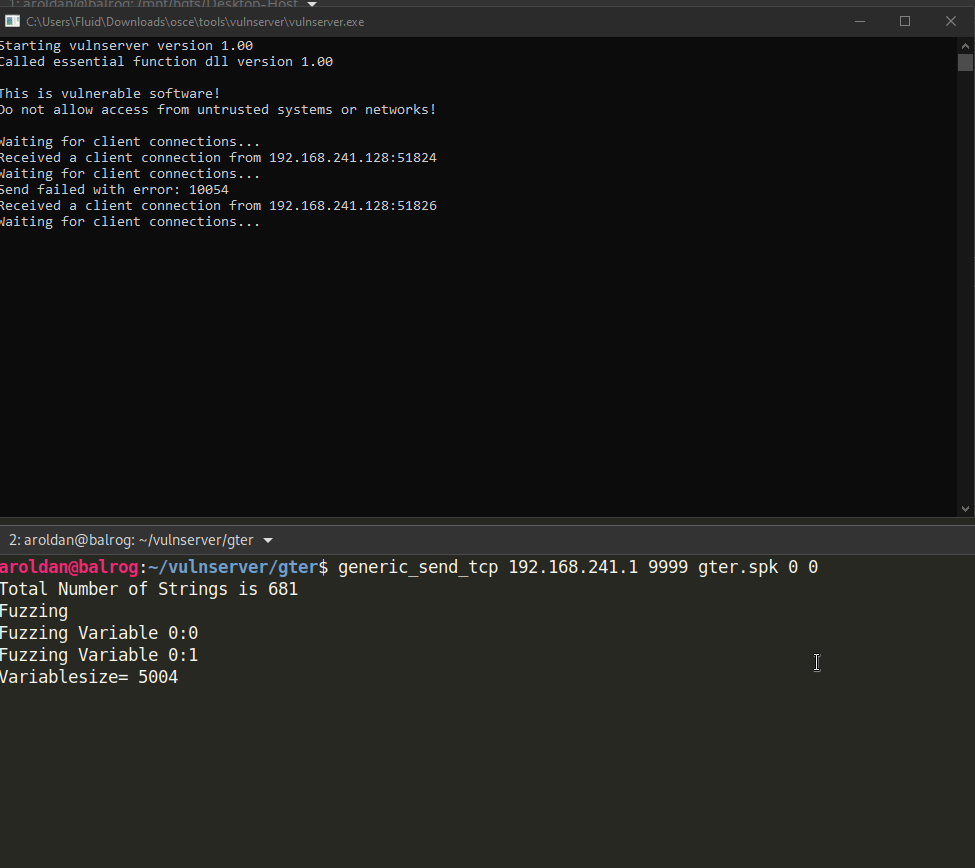 1: aroldan@balrog: /mnt/hgfs/Desktop-Host
C:\Users\Fluid\Downloads\osce\tools\vulnserver\vulnserver.exe
Starting vulnserver version 1.00
Called essential function dll version 1.00
This is vulnerable software!
Do not allow access from untrusted systems or networks!
Waiting for client connections...
Received a client connection from 192.168.241.128:51824
Waiting for client connections...
Send failed with error: 10054
Received a client connection from 192.168.241.128:51826
Waiting for client connections...
2: aroldan@balrog: ~/vulnserver/gter
aroldan@balrog:~/vulnserver/gter$ generic_send_tcp 192.168.241.1 9999 gter.spk 0 0
Total Number of Strings is 681
Fuzzing
Fuzzing Variable 0:0
Fuzzing Variable 0:1
Variablesize= 5004